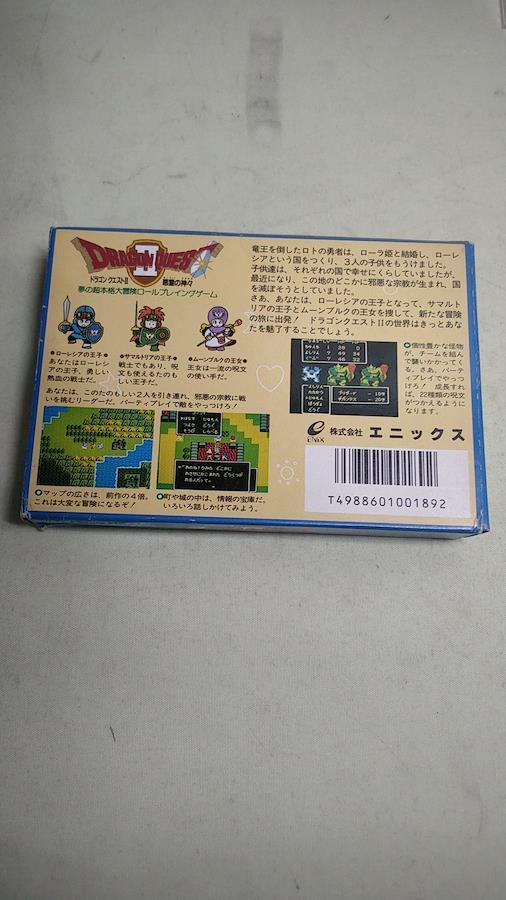 DRAGON QUEST
II
ドラゴンクエストII 悪霊の神々
夢の超本格大冒険ロールプレイングゲーム
竜王を倒したロトの勇者は、ローラ姫と結婚し、ローレ
シアという国をつくり、3人の子供をもうけました。
子供達は、それぞれの国で幸せにくらしていましたが、
最近になり、この地のどこかに邪悪な宗教が生まれ、国
を滅ぼそうとしていました。
さあ、あなたは、ローレシアの王子となって、サマルト
リアの王子とムーンブルクの王女を捜して、新たな冒険
の旅に出発！ ドラゴンクエストIIの世界はきっとあな
たを魅了することでしょう。
●ローレシアの王子●
あなたはローレシ
アの王子、勇しい
熱血の戦士だ。
●サマルトリアの王子●
戦士でもあり、呪
文も使えるたのも
しい王子だ。
●ムーンブルクの王女●
王女は一流の呪文
の使い手だ。
あなたは、このたのもしい2人を引き連れ、邪悪の宗教に戦
いを挑むリーダーだ。パーティプレイで敵をやっつけろ！
●個性豊かな怪物
が、チームを組ん
で襲いかかってく
る。さあ、パーテ
ィプレイでやっつ
けろ！ 成長すれ
ば、22種類の呪文
がつかえるように
なります。
●マップの広さは、前作の4倍。
これは大変な冒険になるぞ！
●町や城の中は、情報の宝庫だ。
いろいろ話しかけてみよう。
ENIX 株式会社 エニックス
T4988601001892